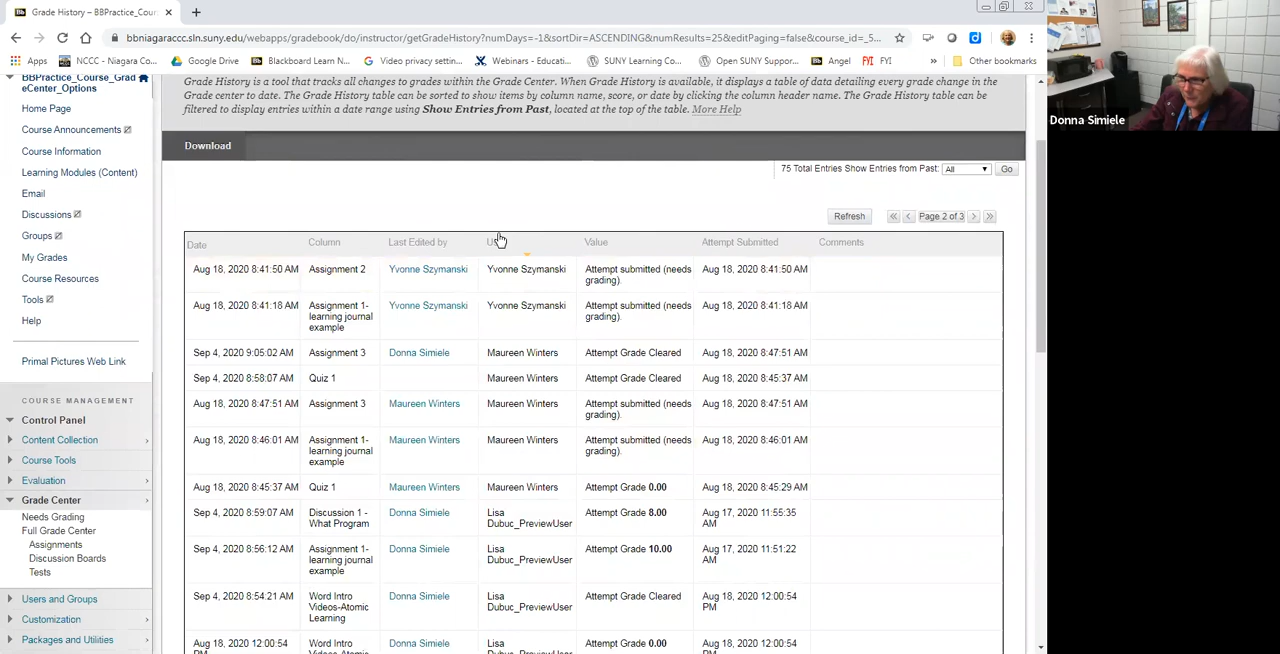 Grade History - BBPractice_Cou
bbniagaraccc.sln.suny.edu/webapps/gradebook/do/instructor/getGradeHistory?numDays=-1&sortDir=ASCENDING&numResults=25&editPaging=false&course_id=_5...
Apps NCCC - Niagara Co... Google Drive Blackboard Learn N... Video privacy settin... Webinars - Educati... SUNY Learning Co... Open SUNY Support... Angel FYI » Other bookmarks
BBPractice_Course_Grad
eCenter_Options
Home Page
Course Announcements
Course Information
Learning Modules (Content)
Email
Discussions
Groups
My Grades
Course Resources
Tools
Help
Primal Pictures Web Link
COURSE MANAGEMENT
Control Panel
Content Collection
Course Tools
Evaluation
Grade Center
Needs Grading
Full Grade Center
Assignments
Discussion Boards
Tests
Users and Groups
Customization
Packages and Utilities
Grade History is a tool that tracks all changes to grades within the Grade Center. When Grade History is available, it displays a table of data detailing every grade change in the
Grade center to date. The Grade History table can be sorted to show items by column name, score, or date by clicking the column header name. The Grade History table can be
filtered to display entries within a date range using Show Entries from Past, located at the top of the table. More Help
Download
75 Total Entries Show Entries from Past: All Go
Refresh Page 2 of 3
Date Column Last Edited by Value Attempt Submitted Comments
Aug 18, 2020 8:41:50 AM Assignment 2 Yvonne Szymanski Yvonne Szymanski Attempt submitted (needs grading). Aug 18, 2020 8:41:50 AM
Aug 18, 2020 8:41:18 AM Assignment 1- learning journal example Yvonne Szymanski Yvonne Szymanski Attempt submitted (needs grading). Aug 18, 2020 8:41:18 AM
Sep 4, 2020 9:05:02 AM Assignment 3 Donna Simiele Maureen Winters Attempt Grade Cleared Aug 18, 2020 8:47:51 AM
Sep 4, 2020 8:58:07 AM Quiz 1 Maureen Winters Attempt Grade Cleared Aug 18, 2020 8:45:37 AM
Aug 18, 2020 8:47:51 AM Assignment 3 Maureen Winters Maureen Winters Attempt submitted (needs grading). Aug 18, 2020 8:47:51 AM
Aug 18, 2020 8:46:01 AM Assignment 1- learning journal example Maureen Winters Maureen Winters Attempt submitted (needs grading). Aug 18, 2020 8:46:01 AM
Aug 18, 2020 8:45:37 AM Quiz 1 Maureen Winters Maureen Winters Attempt Grade 0.00 Aug 18, 2020 8:45:29 AM
Sep 4, 2020 8:59:07 AM Discussion 1 - What Program Donna Simiele Lisa Dubuc_PreviewUser Attempt Grade 8.00 Aug 17, 2020 11:55:35 AM
Sep 4, 2020 8:56:12 AM Assignment 1- learning journal example Donna Simiele Lisa Dubuc_PreviewUser Attempt Grade 10.00 Aug 17, 2020 11:51:22 AM
Sep 4, 2020 8:54:21 AM Word Intro Videos-Atomic Learning Donna Simiele Lisa Dubuc_PreviewUser Attempt Grade Cleared Aug 18, 2020 12:00:54 PM
Aug 18, 2020 12:00:54 Word Intro Donna Simiele Lisa Attempt Grade 0.00 Aug 18, 2020 12:00:54
Donna Simiele